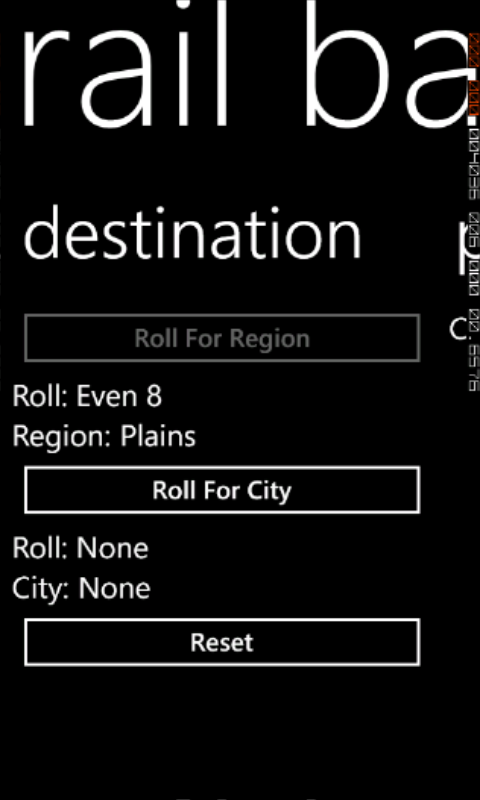 rail ba
destination
Roll For Region
Roll: Even 8
Region: Plains
Roll For City
Roll: None
City: None
Reset